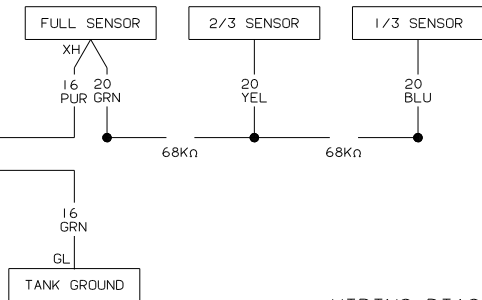 FULL SENSOR
2/3 SENSOR
1/3 SENSOR
XH
16
PUR
20
GRN
20
YEL
20
BLU
68KΩ
68KΩ
16
GRN
GL
TANK GROUND